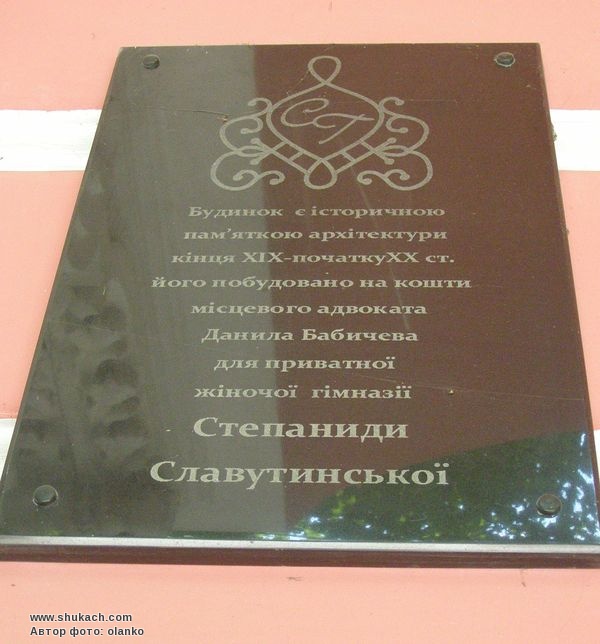 СГ
Будинок є історичною
пам'яткою архітектури
кінця XIX-початкуXX ст.
його побудовано на кошти
місцевого адвоката
Данила Бабичева
для приватної
жіночої гімназії
Степаниди
Славутинської
www.shukach.com
Автор фото: olanko